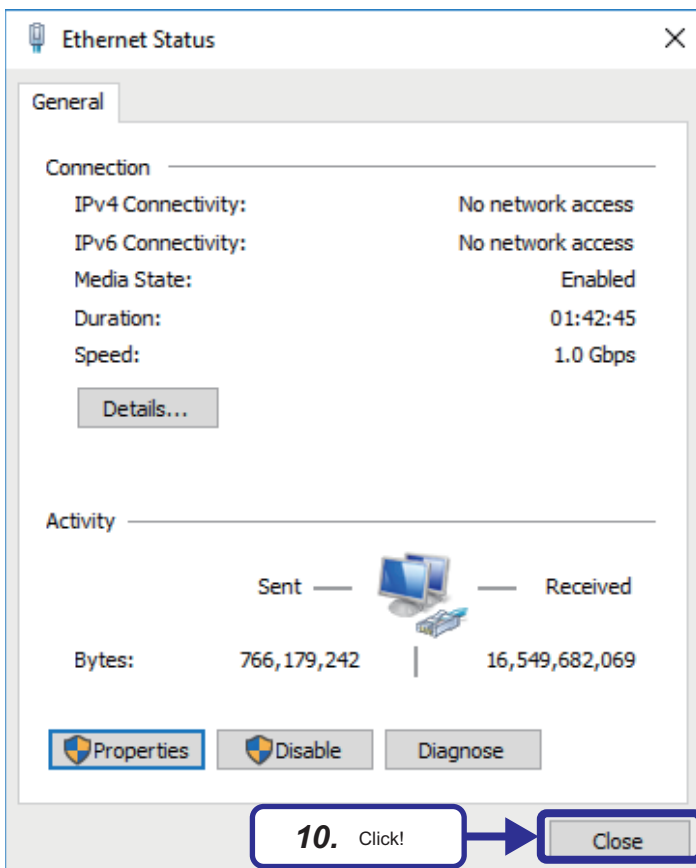 Ethernet Status
General
Connection
IPv4 Connectivity: No network access
IPv6 Connectivity: No network access
Media State: Enabled
Duration: 01:42:45
Speed: 1.0 Gbps
Details...
Activity
Sent Received
Bytes: 766,179,242 16,549,682,069
Properties Disable Diagnose
10. Click! Close